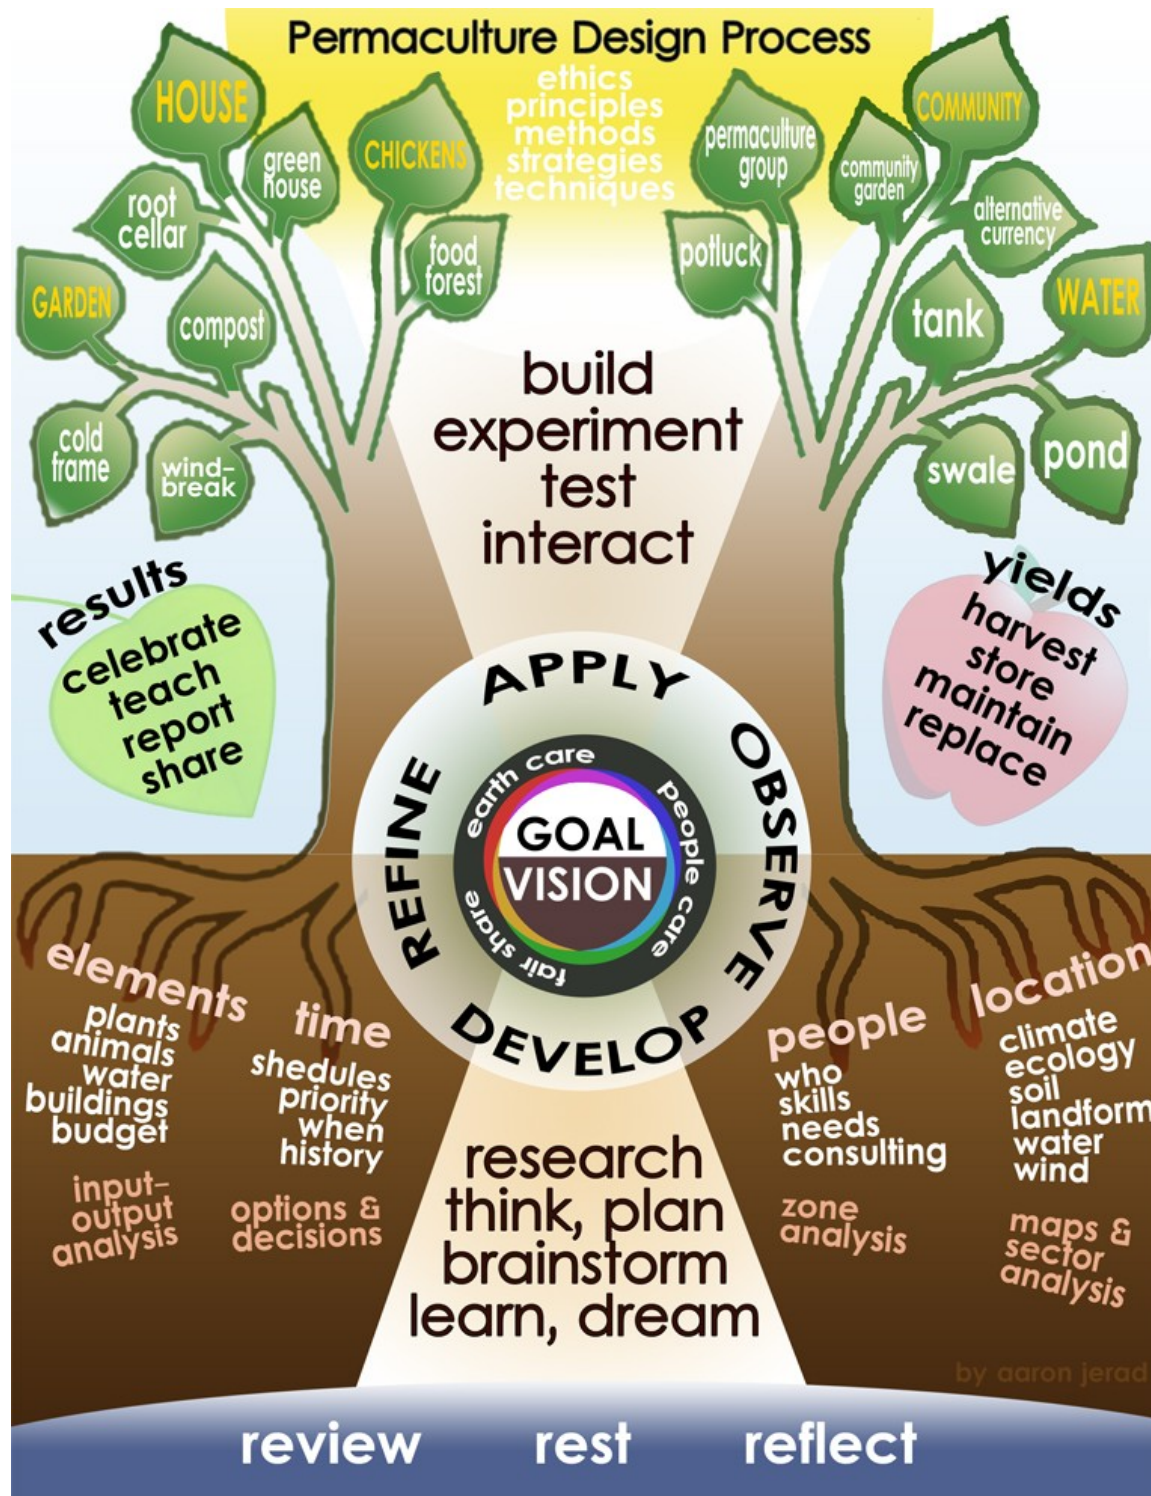 Permaculture Design Process
ethics
principles
methods
strategies
techniques
HOUSE
green
house
CHICKENS
root
cellar
food
forest
GARDEN
compost
cold
frame
wind-
break
permaculture
group
community
garden
COMMUNITY
potluck
alternative
currency
tank
WATER
swale
pond
build
experiment
test
interact
results
celebrate
teach
report
share
yields
harvest
store
maintain
replace
APPLY
OBSERVE
DEVELOP
REFINE
earth care
people care
fair share
GOAL
VISION
elements
plants
animals
water
buildings
budget
input-
output
analysis
time
shedules
priority
when
history
options &
decisions
research
think, plan
brainstorm
learn, dream
people
who
skills
needs
consulting
zone
analysis
location
climate
ecology
soil
landform
water
wind
maps &
sector
analysis
by aaron jerad
review rest reflect